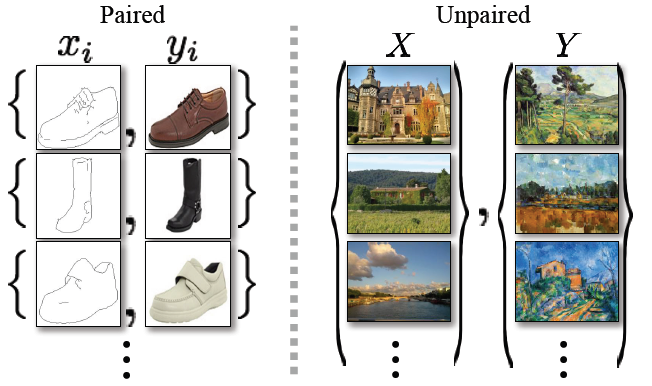 Paired
Unpaired
x_i
y_i
X
Y
{ , }
{ , }
{ , }
⋮
{ } , { }
⋮
⋮